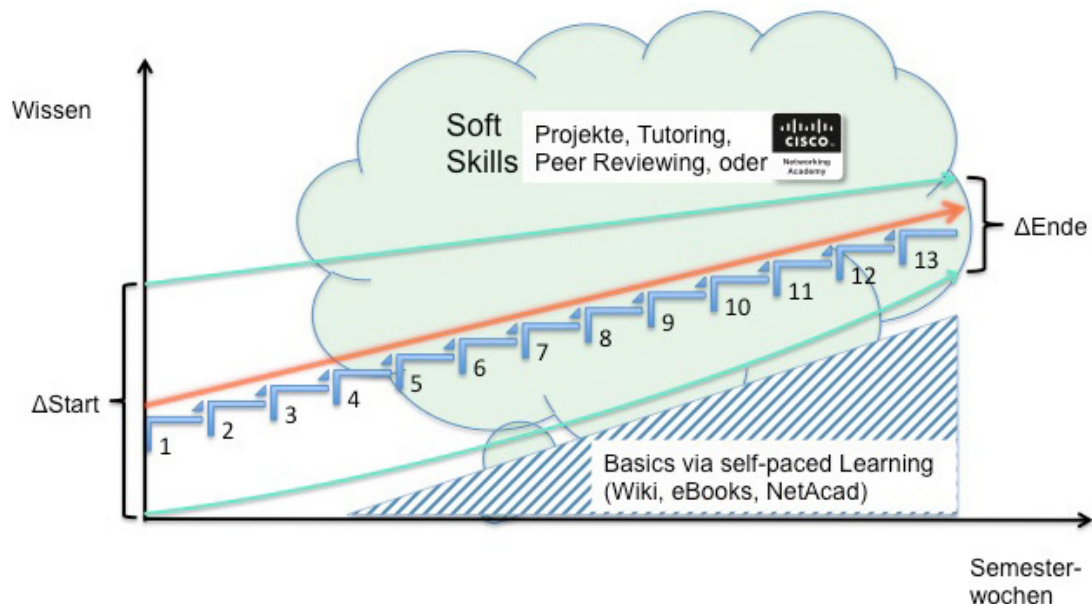 Wissen
Soft
Skills
Projekte, Tutoring,
Peer Reviewing, oder
CISCO
Networking
Academy
ΔEnde
ΔStart
1
2
3
4
5
6
7
8
9
10
11
12
13
Basics via self-paced Learning
(Wiki, eBooks, NetAcad)
Semester-
wochen